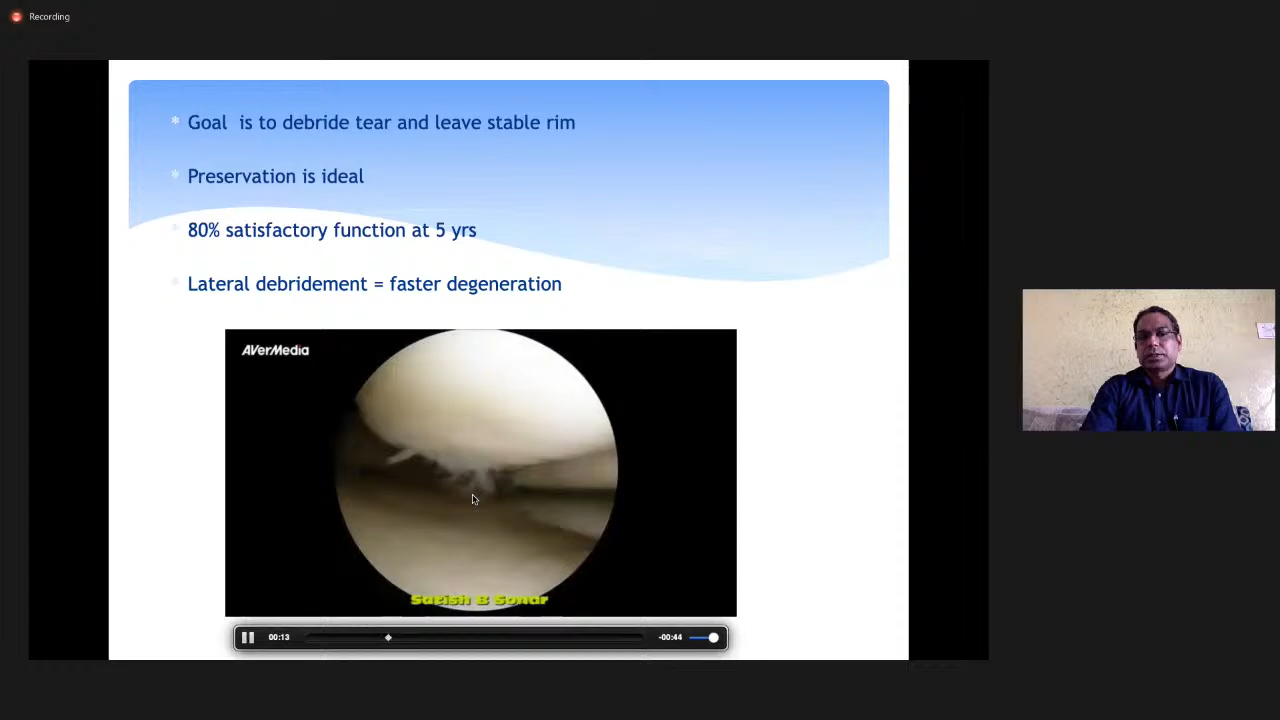 Recording
* Goal is to debride tear and leave stable rim
* Preservation is ideal
* 80% satisfactory function at 5 yrs
* Lateral debridement = faster degeneration
AVerMedia
Satish B Sonar
00:13
-00:44